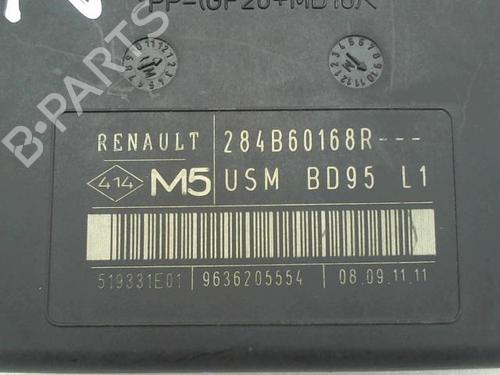 PP-(GF20+MD10)<
RENAULT 284B60168R---
414 M5 USM BD95 L1
519331E01 9636205554 08.09.11.11
B-PARTS